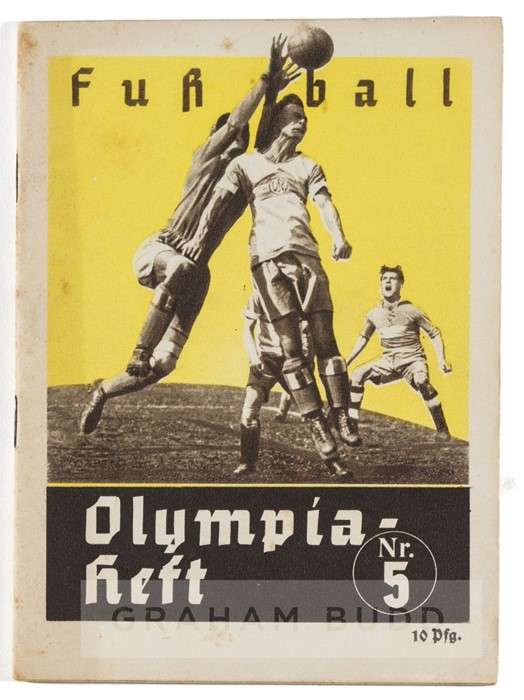 Fußball
Olympia-
Heft
Nr.
5
GRAHAM BUDD
10 Pfg.